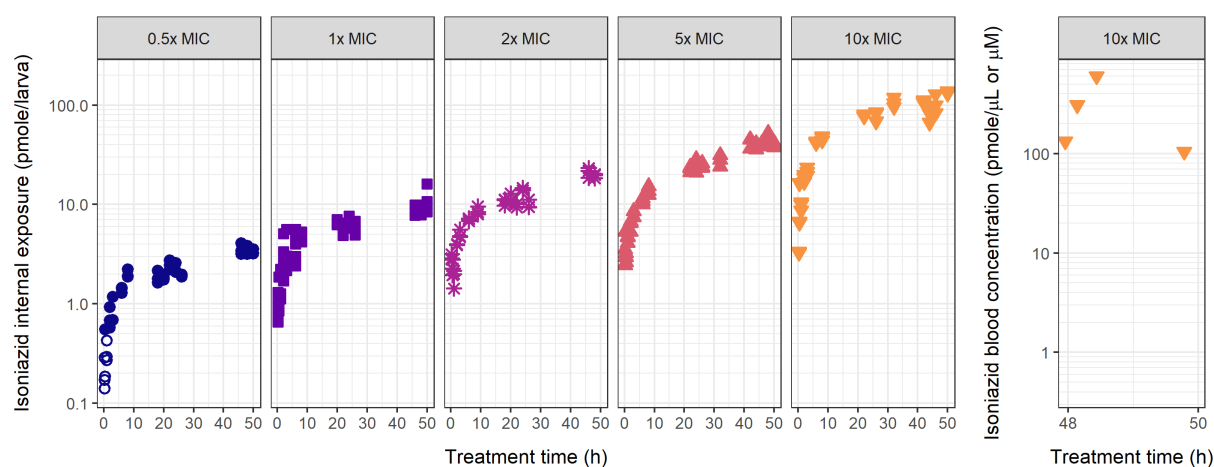 0.5x MIC 1x MIC 2x MIC 5x MIC 10x MIC
Isoniazid internal exposure (pmole/larva)
100.0
10.0
1.0
0.1
0 10 20 30 40 50 0 10 20 30 40 50 0 10 20 30 40 50 0 10 20 30 40 50 0 10 20 30 40 50
Treatment time (h)
10x MIC
Isoniazid blood concentration (pmole/μL or μM)
100
10
1
48 50
Treatment time (h)